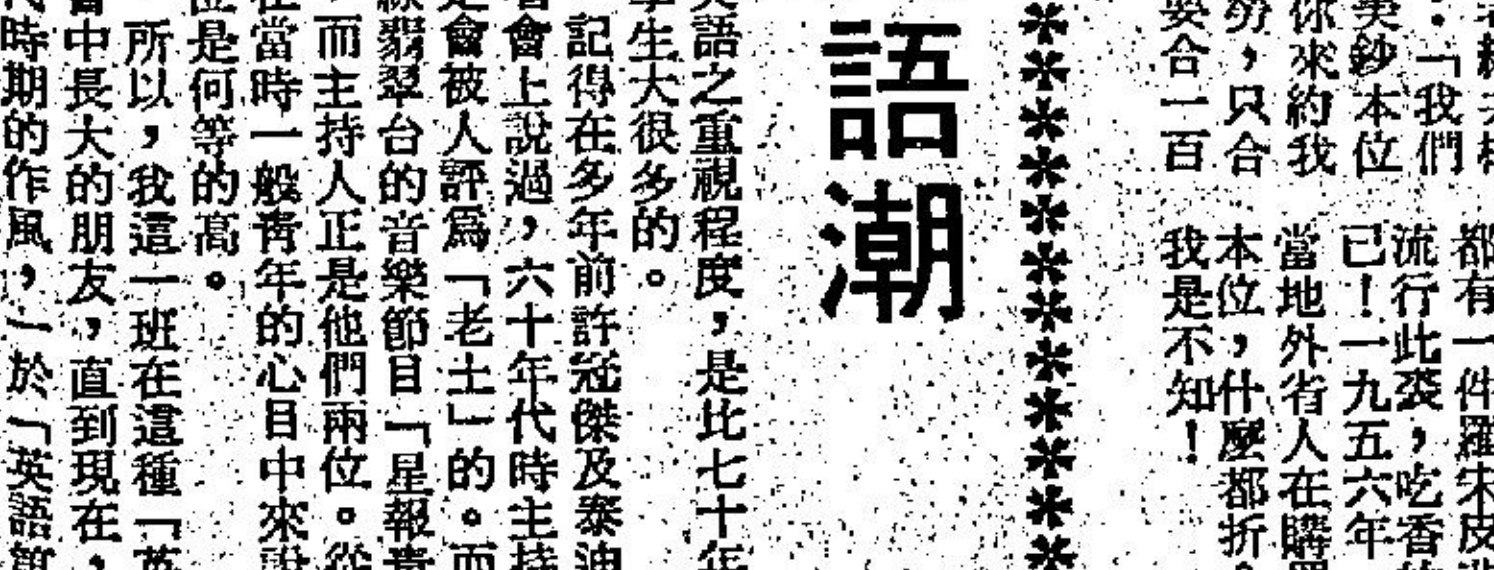 都有一件羅宋皮
:「我們
流行此裘,吃香的
美鈔本位
已!一九五六年
你來約我
當地外省人在購買
,只合
本位,什麼都折
要合一百
我是不知!
語潮
英語之重視程度,是比七十年
學生大很多的。
記得在多年前許冠傑及泰迪
會上說過,六十年代時主持
是會被人評爲「老土」的。而
線翡翠台的音樂節目「星報青
,而主持人正是他們兩位。從
在當時一般青年的心目中來說
位是何等的高。
所以,我這一班在這種「英
當中長大的朋友,直到現在,
時期的作風,一於「英語